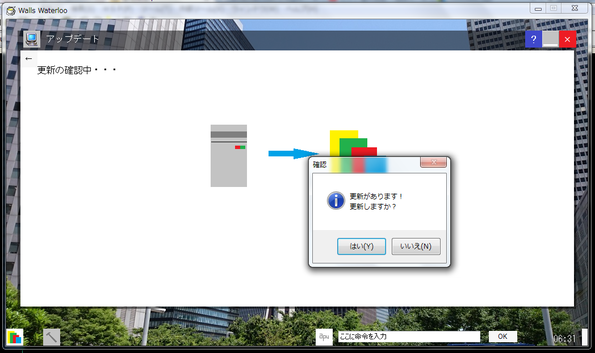 Walls Waterloo
アップデート
?
←
更新の確認中・・・
確認
更新があります！
更新しますか？
はい(Y)
いいえ(N)
ここに命令を入力
OK
06:31